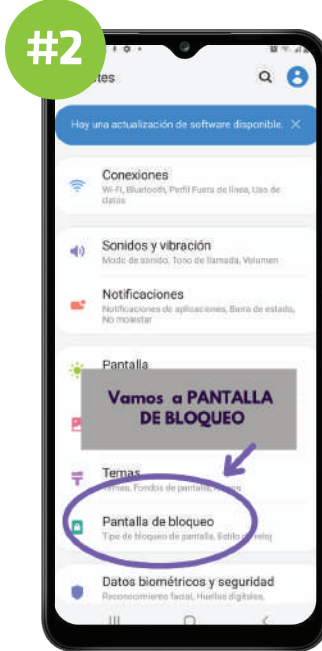 #2
tes
Hay una actualización de software disponible. ×
Conexiones
Wi-Fi, Bluetooth, Perfil Fuera de línea, Uso de
datos
Sonidos y vibración
Modo de sonido, Tono de llamada, Volumen
Notificaciones
Notificaciones de aplicaciones, Barra de estado,
No molestar
Pantalla
Vamos a PANTALLA
DE BLOQUEO
Temas
Temas, Fondos de pantalla,
Pantalla de bloqueo
Tipo de bloqueo de pantalla, Estilo de reloj
Datos biométricos y seguridad
Reconocimiento facial, Huellas digitales,